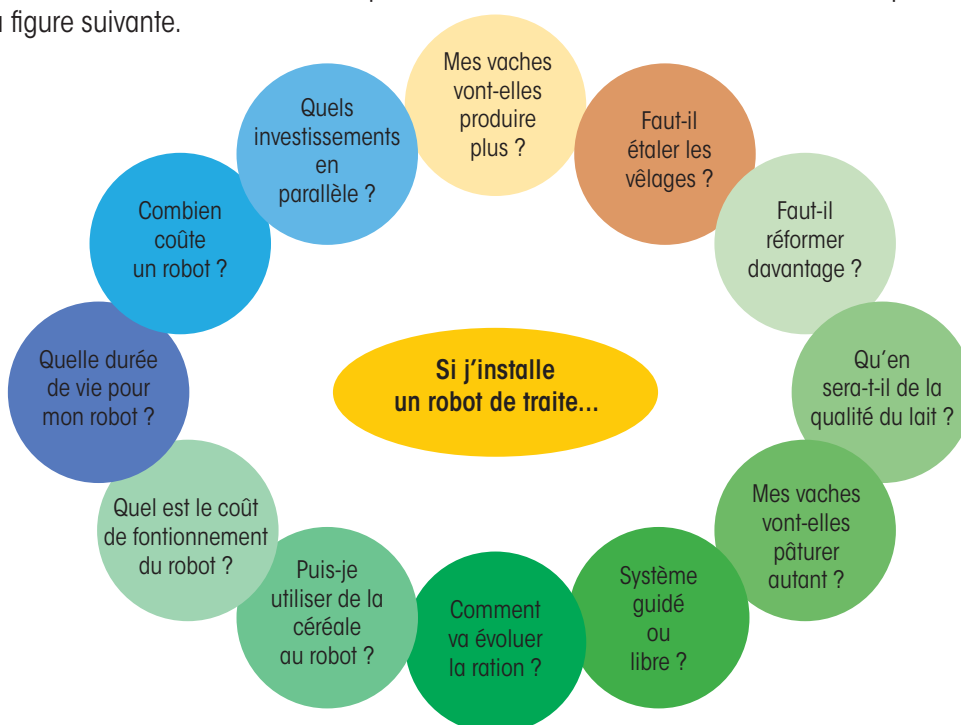 figure suivante.
Mes vaches
vont-elles
produire
plus ?
Faut-il
étaler les
vêlages ?
Faut-il
réformer
davantage ?
Qu'en
sera-t-il de la
qualité du lait ?
Mes vaches
vont-elles
pâturer
autant ?
Système
guidé
ou
libre ?
Comment
va évoluer
la ration ?
Puis-je
utiliser de la
céréale
au robot ?
Quel est le coût
de fontionnement
du robot ?
Quelle durée
de vie pour
mon robot ?
Combien
coûte
un robot ?
Quels
investissements
en
parallèle ?
Si j'installe
un robot de traite...